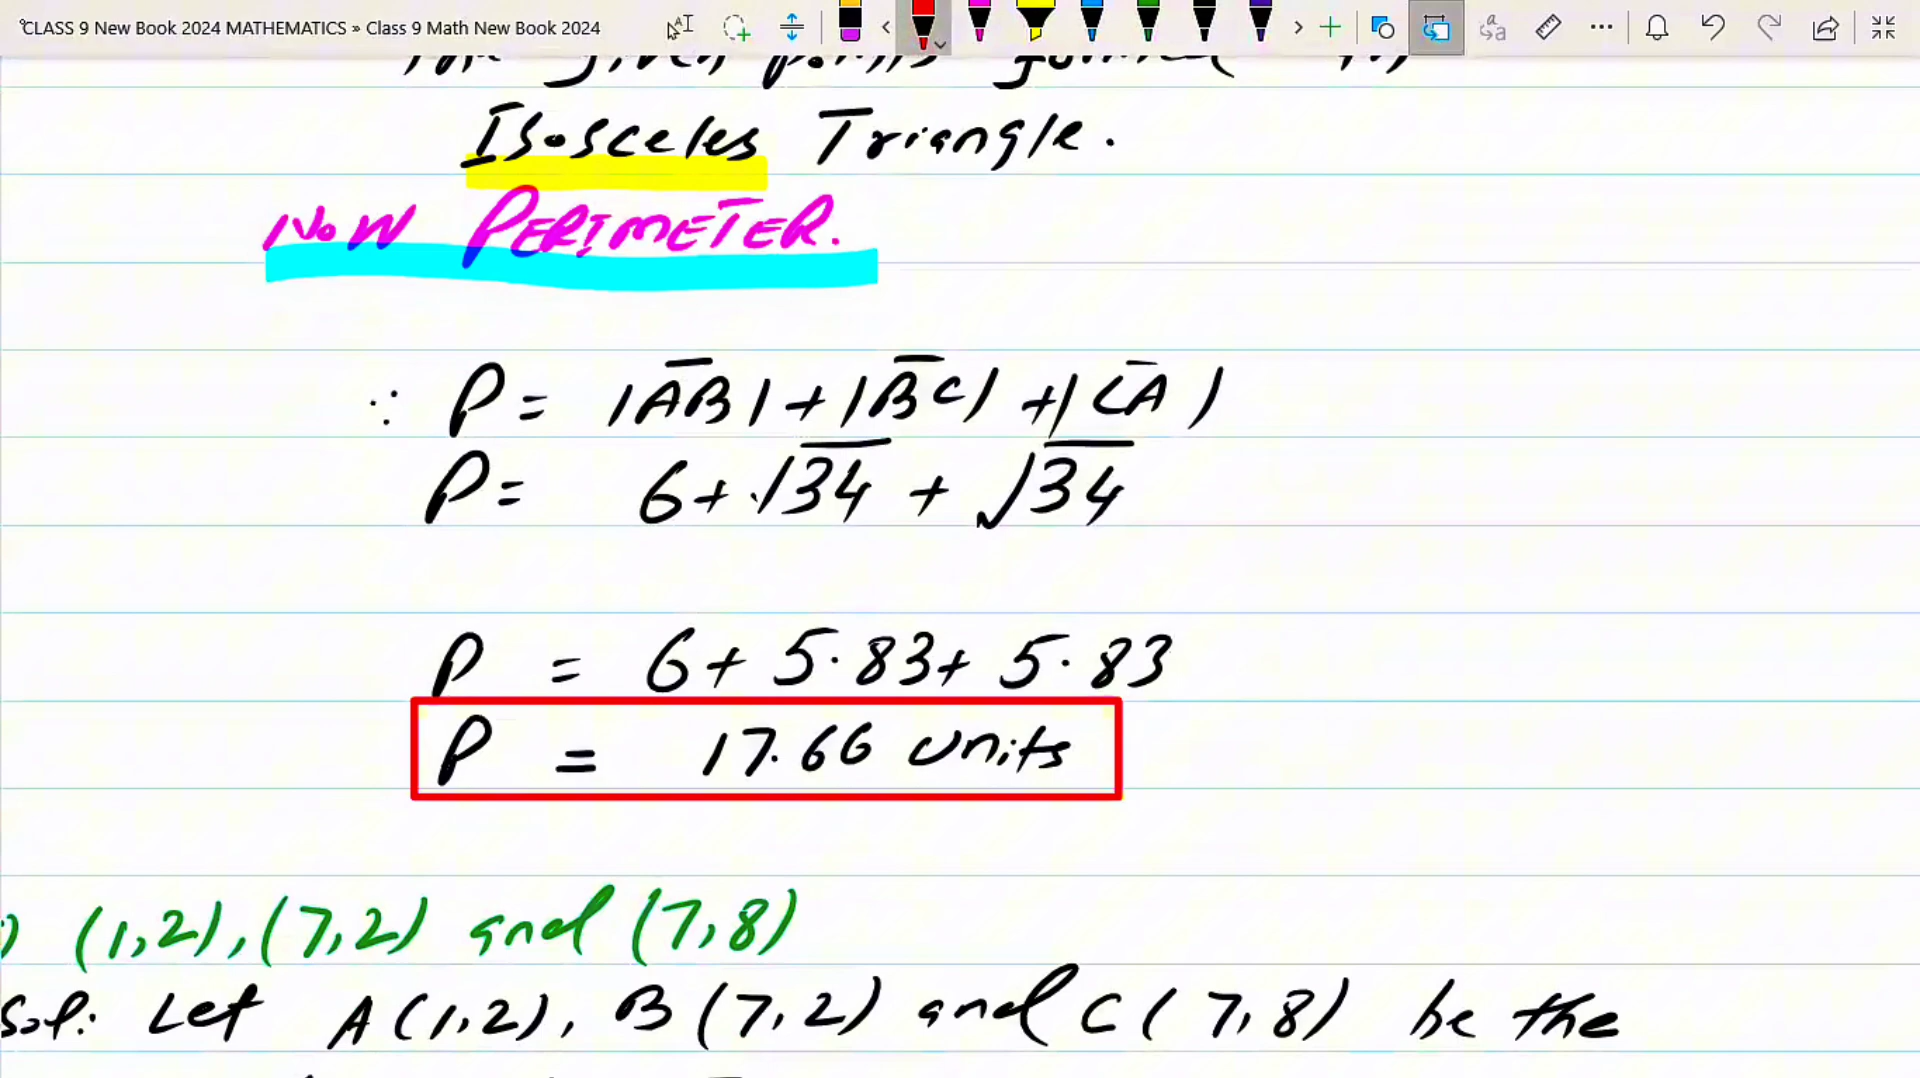 CLASS 9 New Book 2024 MATHEMATICS » Class 9 Math New Book 2024
Isosceles Triangle.
NOW PERIMETER.
∵ P = |AB̅| + |BC̅| + |CA̅|
P = 6 + √34 + √34
P = 6 + 5.83 + 5.83
P = 17.66 units
) (1,2), (7,2) and (7,8)
Sol: Let A(1,2), B(7,2) and C(7,8) be the